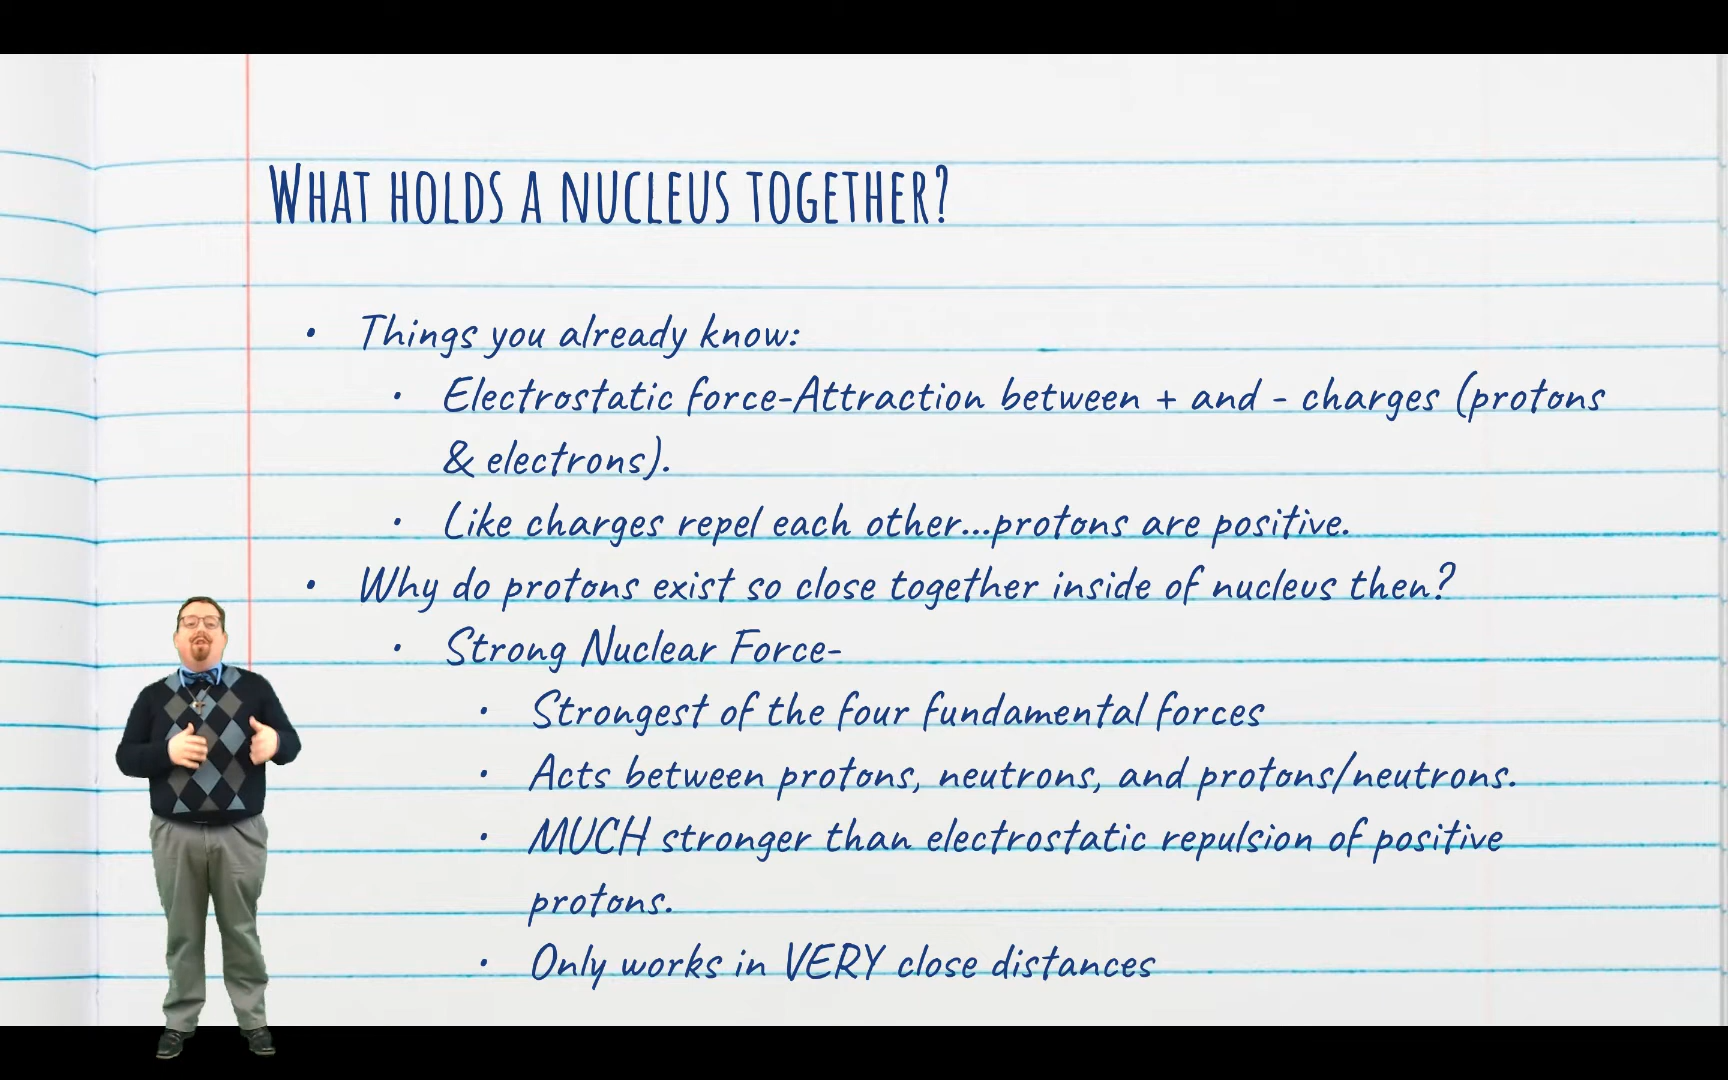 WHAT HOLDS A NUCLEUS TOGETHER?
• Things you already know:
• Electrostatic force-Attraction between + and - charges (protons
& electrons).
• Like charges repel each other...protons are positive.
• Why do protons exist so close together inside of nucleus then?
• Strong Nuclear Force-
• Strongest of the four fundamental forces
• Acts between protons, neutrons, and protons/neutrons.
• MUCH stronger than electrostatic repulsion of positive
protons.
• Only works in VERY close distances